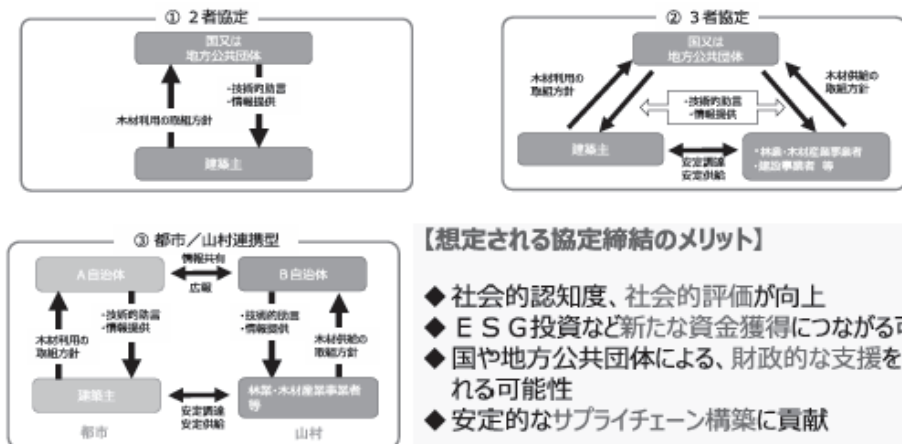 ① 2者協定
国又は
地方公共団体
・技術的助言
・情報提供
木材利用の取組方針
建築主
② 3者協定
国又は
地方公共団体
木材利用の
取組方針
木材供給の
取組方針
・技術的助言
・情報提供
建築主
安定調達
安定供給
・林業・木材産業事業者
・建設事業者 等
③ 都市／山村連携型
A自治体
情報共有
広報
B自治体
・技術的助言
・情報提供
木材利用の
取組方針
・技術的助言
・情報提供
木材供給の
取組方針
建築主
安定調達
安定供給
林業・木材産業事業者
等
都市
山村
【想定される協定締結のメリット】
◆社会的認知度、社会的評価が向上
◆ＥＳＧ投資など新たな資金獲得につながる可
◆国や地方公共団体による、財政的な支援を
れる可能性
◆安定的なサプライチェーン構築に貢献